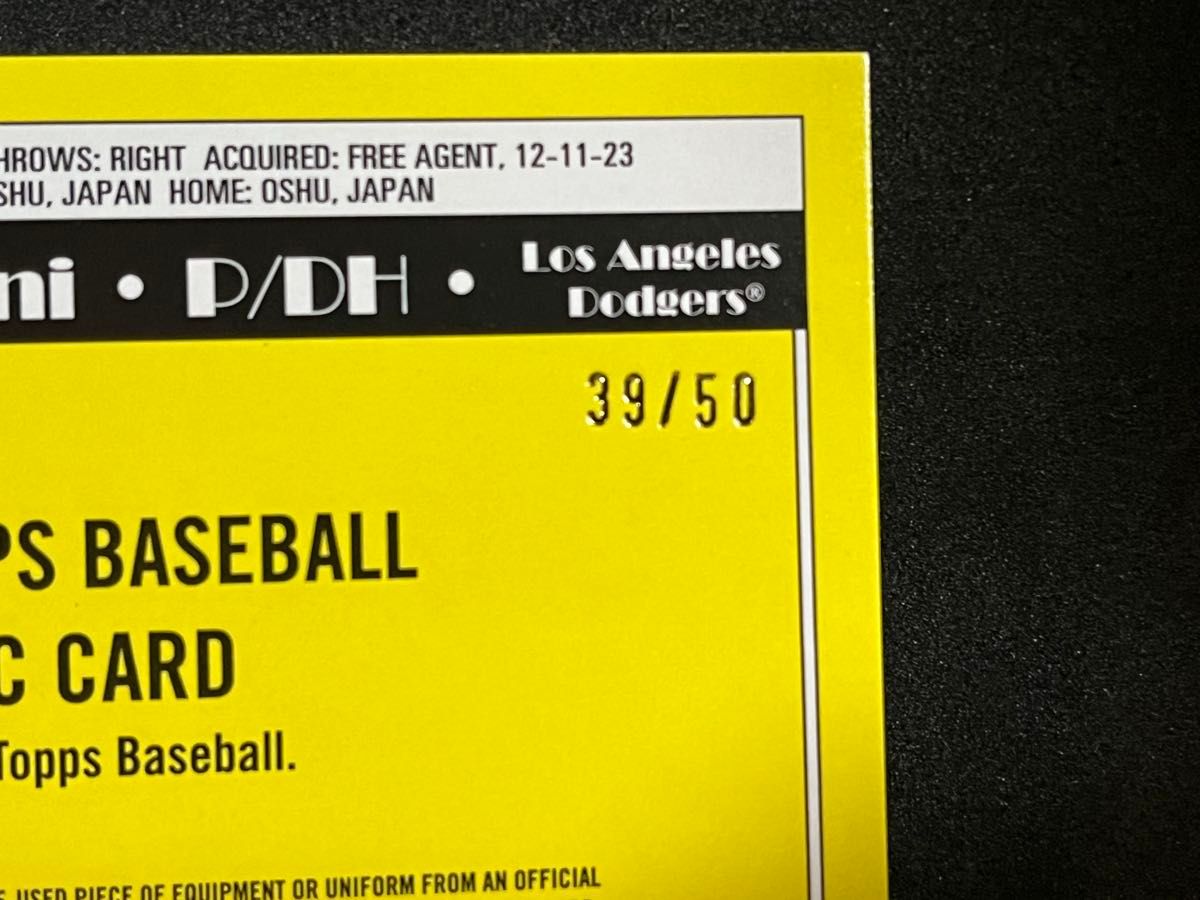 HROWS: RIGHT ACQUIRED: FREE AGENT, 12-11-23
SHU, JAPAN HOME: OSHU, JAPAN
ni • P/DH • Los Angeles
Dodgers®
39/50
PS BASEBALL
C CARD
Topps Baseball.
USED PIECE OF EQUIPMENT OR UNIFORM FROM AN OFFICIAL